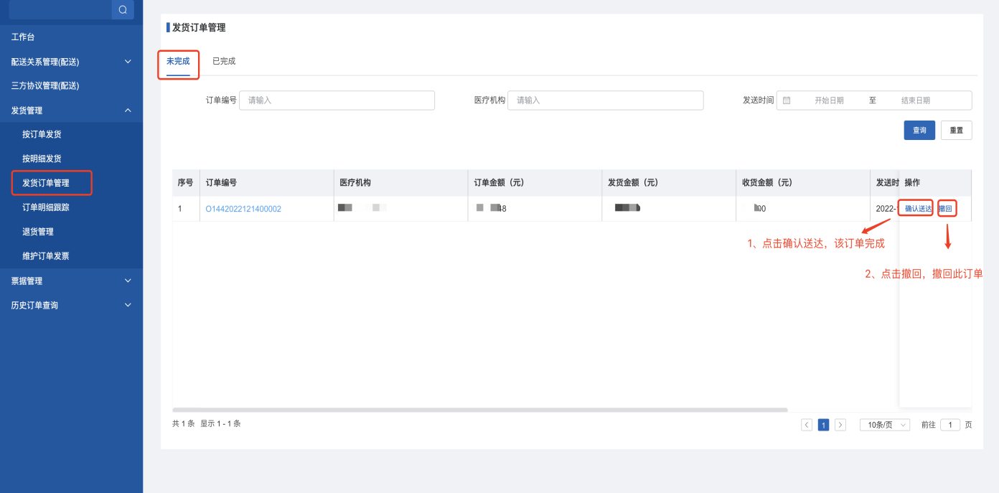 工作台
配送关系管理(配送)
三方协议管理(配送)
发货管理
按订单发货
按明细发货
发货订单管理
订单明细跟踪
退货管理
维护订单发票
票据管理
历史订单查询
发货订单管理
未完成 已完成
订单编号 请输入 医疗机构 请输入 发送时间 开始日期 至 结束日期
查询 重置
序号 订单编号 医疗机构 订单金额（元） 发货金额（元） 收货金额（元） 发送时 操作
1 O1442022121400002 48 00 2022- 确认送达 撤回
1、点击确认送达，该订单完成
2、点击撤回，撤回此订单
共 1 条 显示 1 - 1 条 1 10条/页 前往 1 页